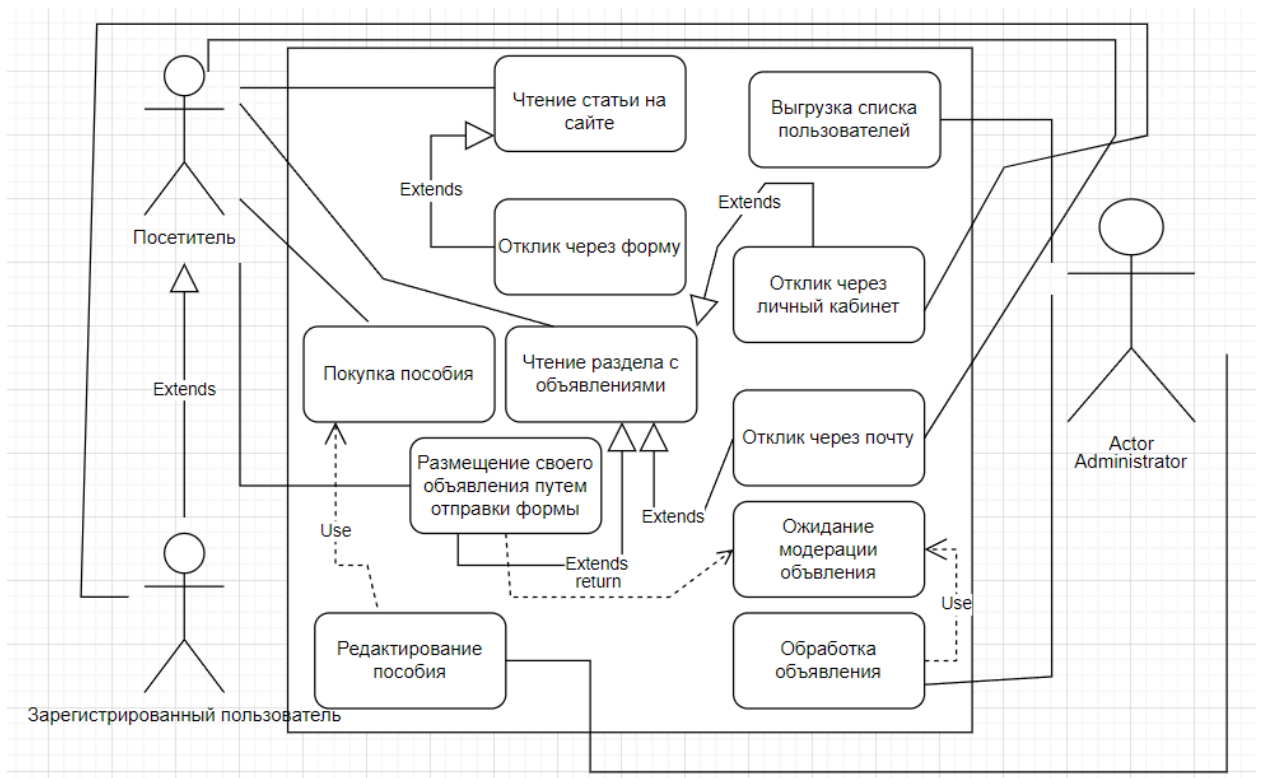 Чтение статьи на
сайте
Выгрузка списка
пользователей
Extends
Extends
Посетитель
Отклик через форму
Отклик через
личный кабинет
Покупка пособия
Чтение раздела с
объявлениями
Extends
Отклик через почту
Actor
Administrator
Размещение своего
объявления путем
отправки формы
Extends
Use
Ожидание
модерации
объвления
Extends
return
Use
Редактирование
пособия
Обработка
объявления
Зарегистрированный пользователь